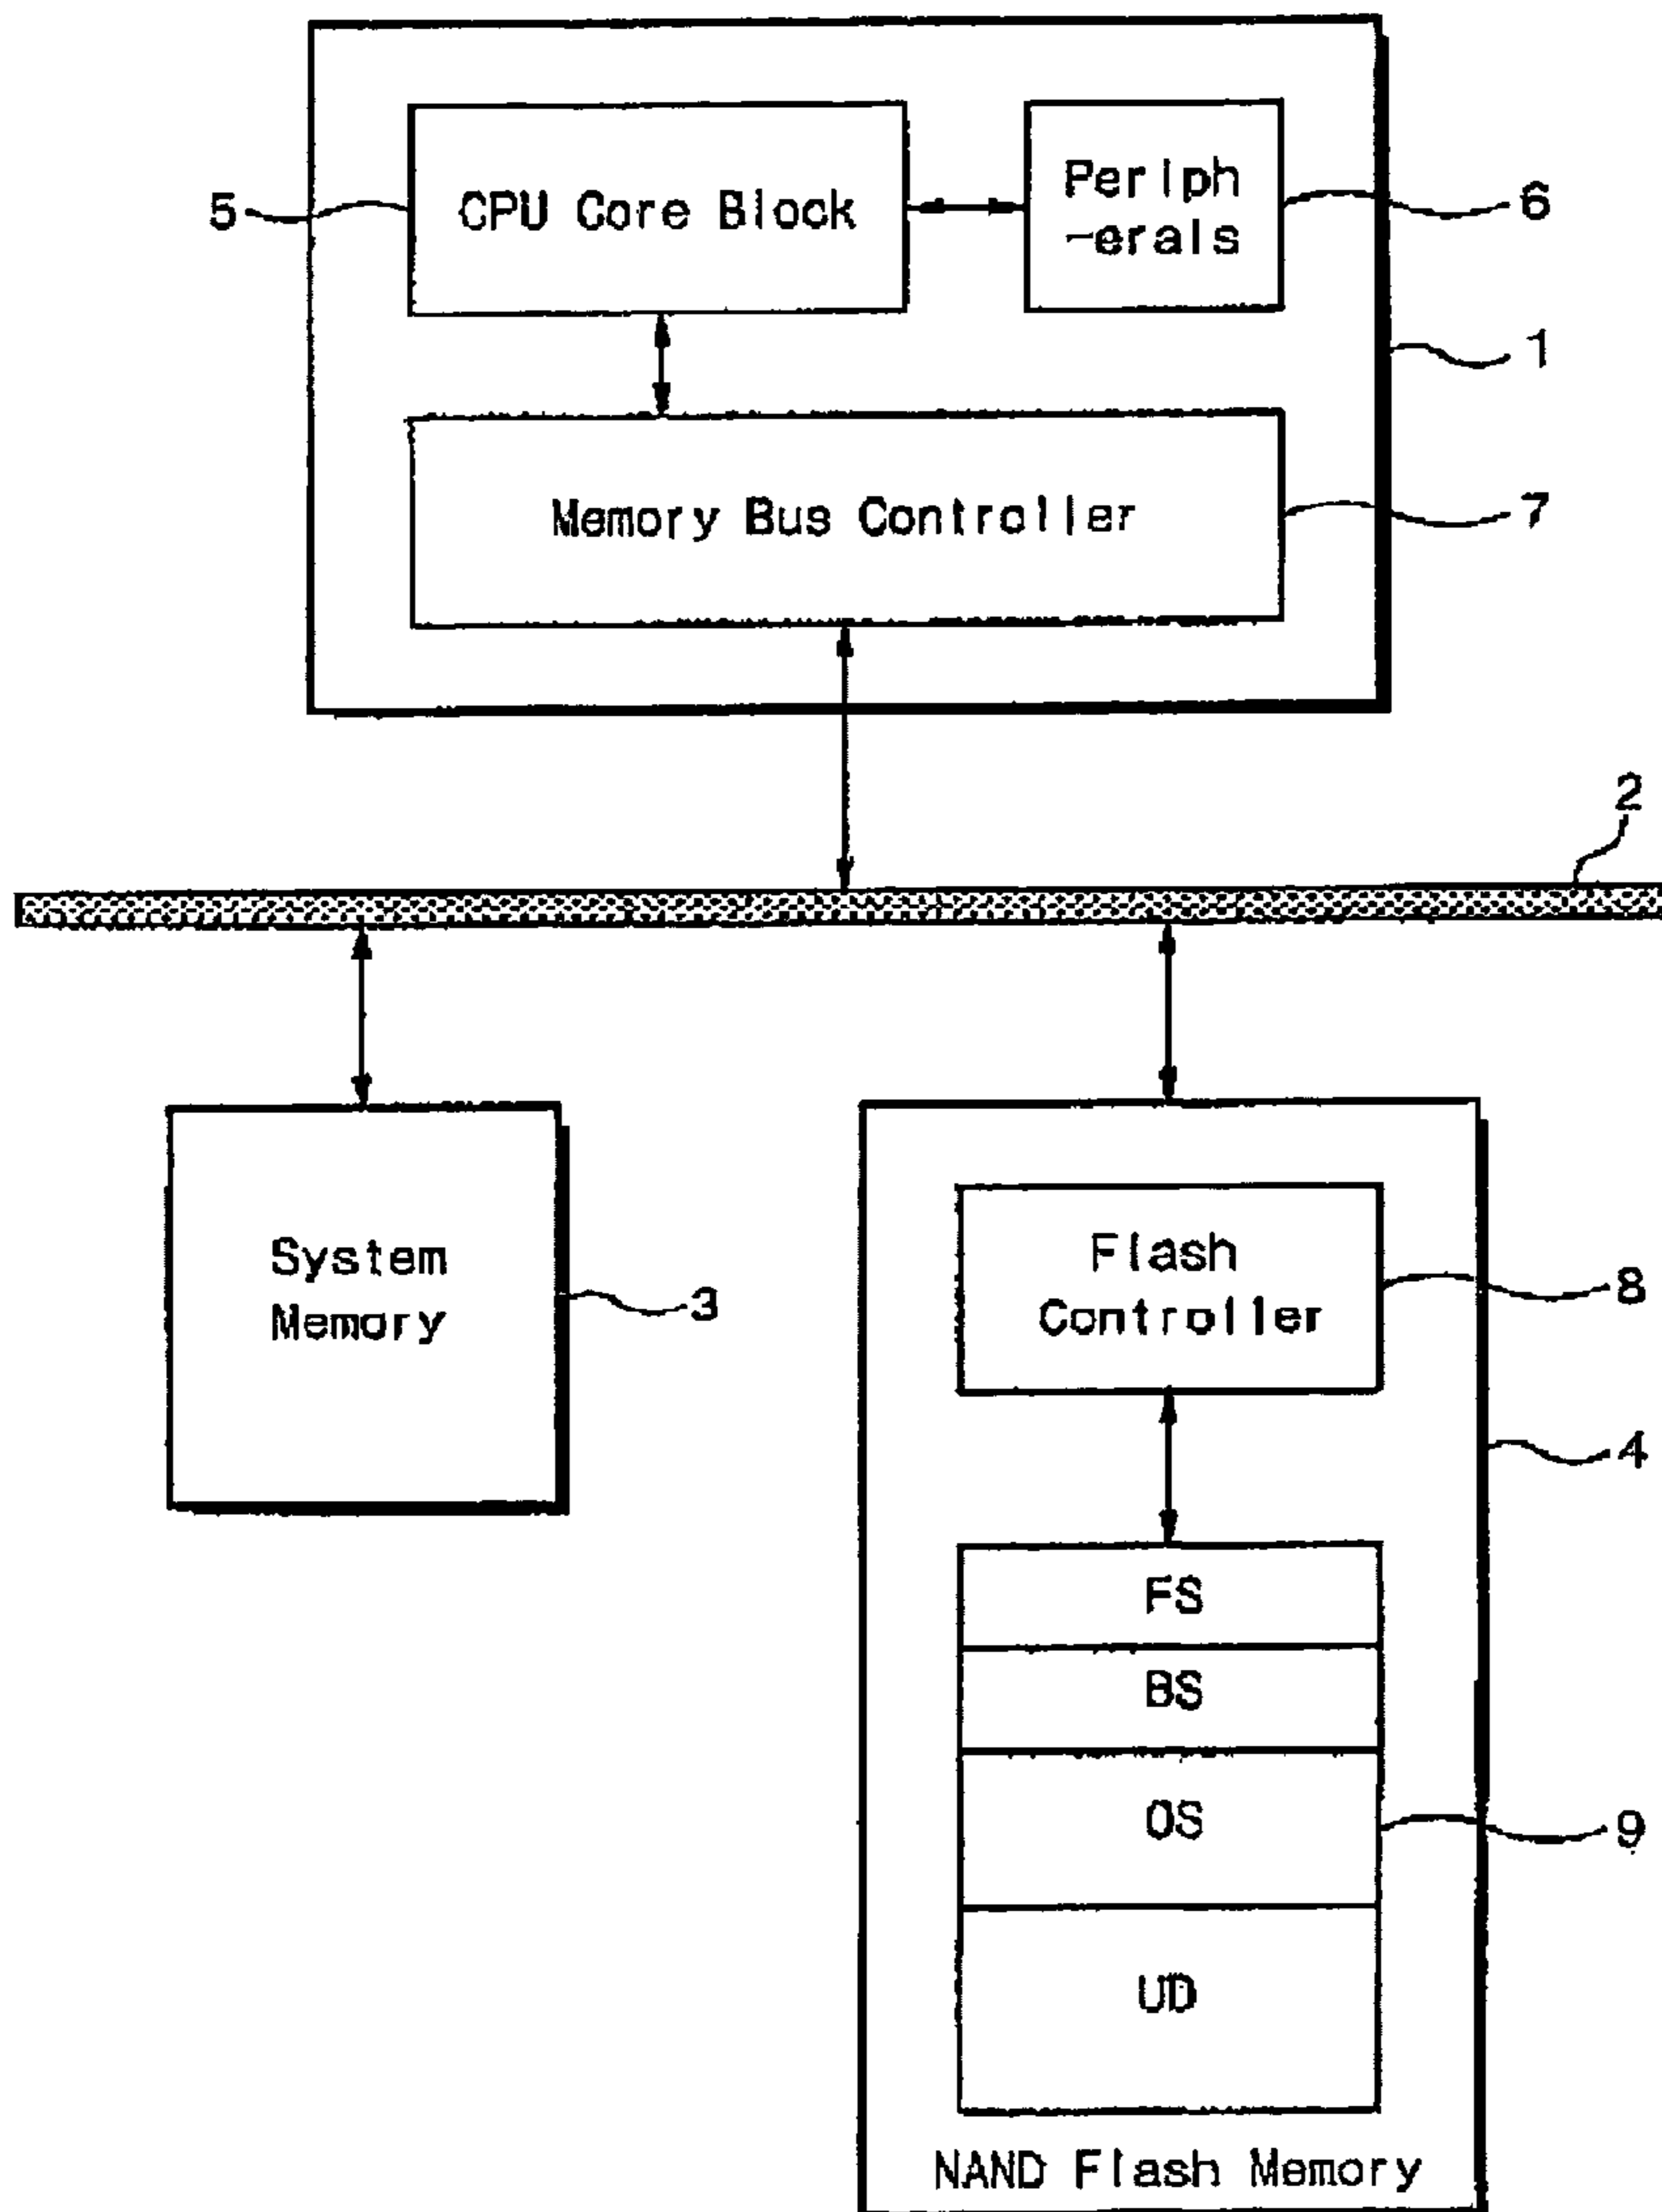 CPU Core Block
Periph
-erals
5
6
1
Memory Bus Controller
7
2
System
Memory
3
Flash
Controller
8
4
FS
BS
OS
9
UD
NAND Flash Memory